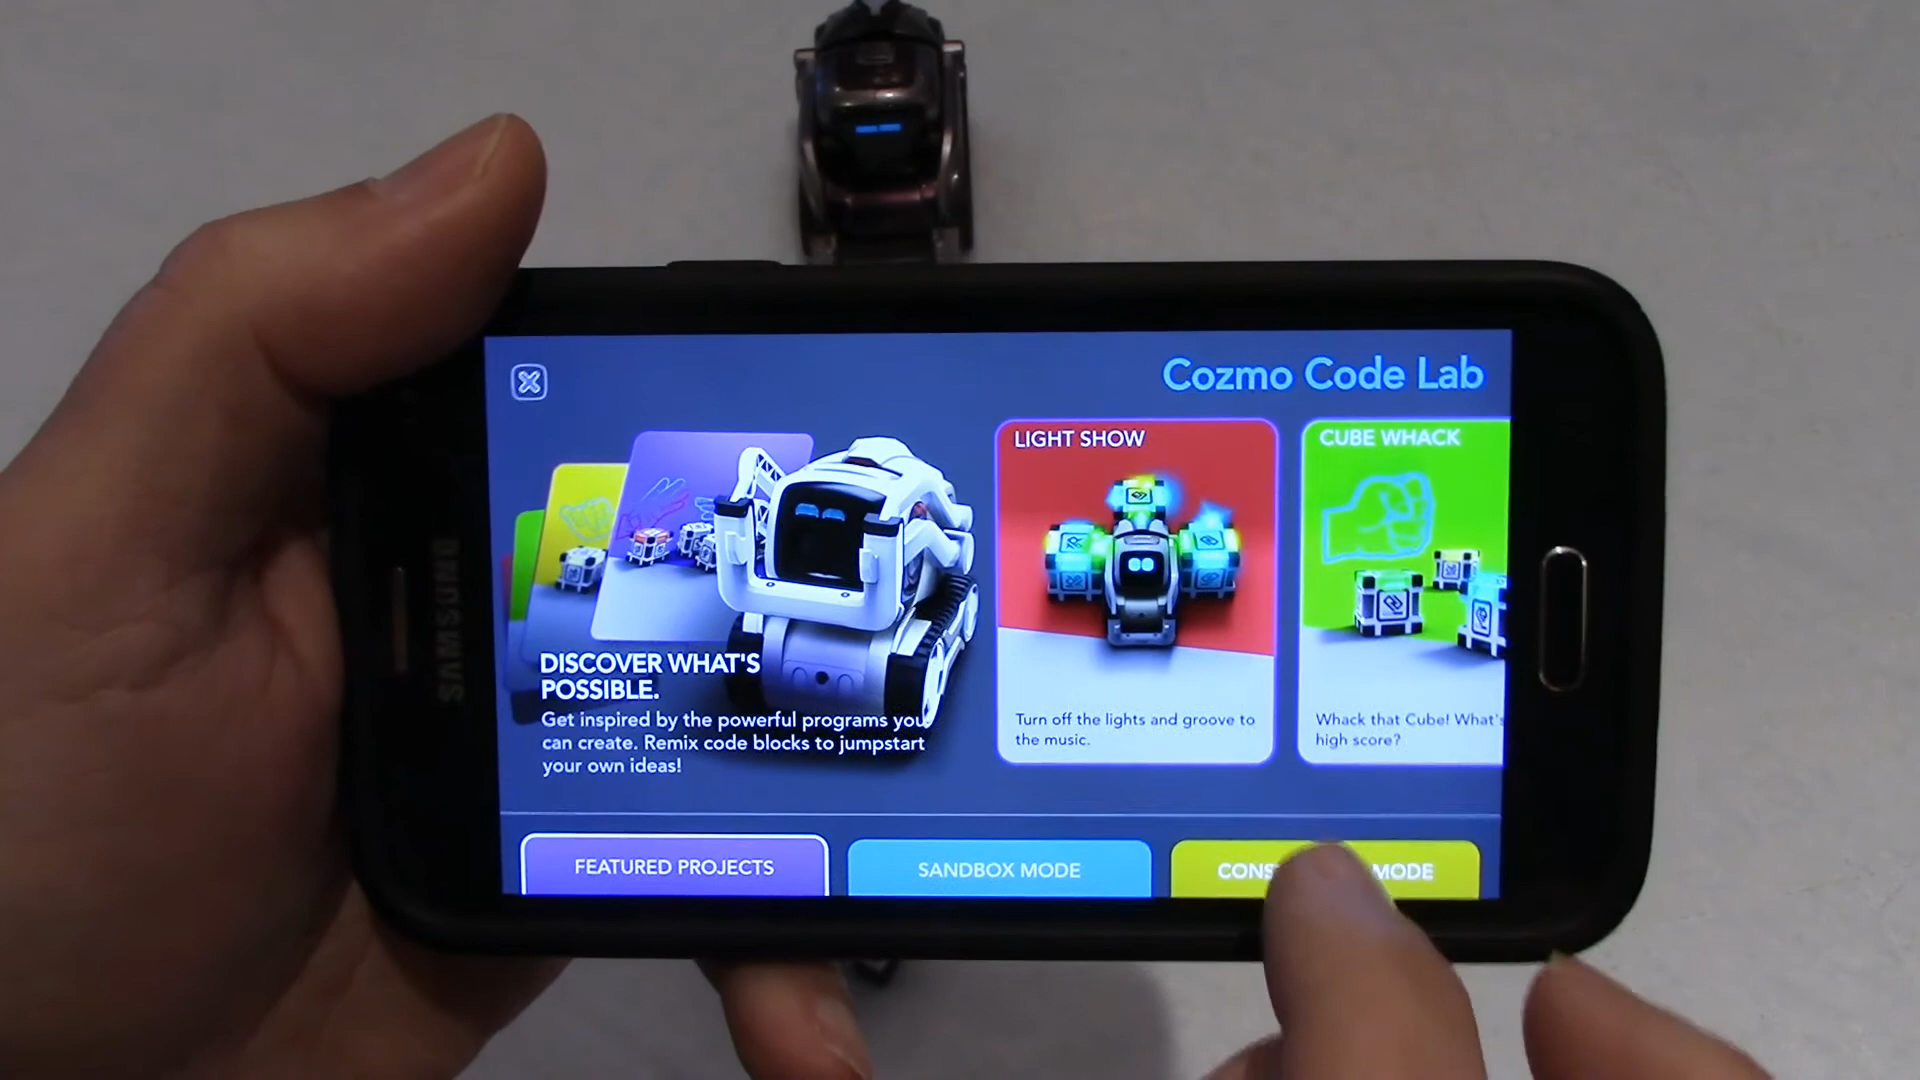 Cozmo Code Lab
LIGHT SHOW
CUBE WHACK
SAMSUNG
DISCOVER WHAT'S
POSSIBLE.
Get inspired by the powerful programs you
can create. Remix code blocks to jumpstart
your own ideas!
Turn off the lights and groove to
the music.
Whack that Cube! What's
high score?
FEATURED PROJECTS
SANDBOX MODE
CONS MODE